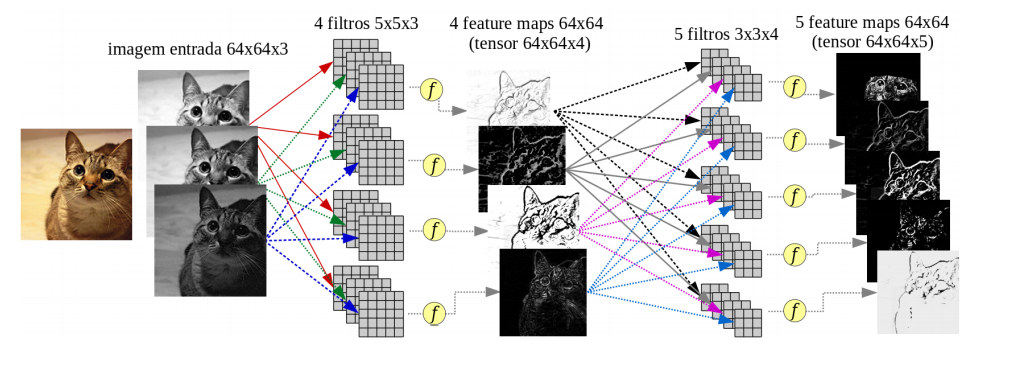 imagem entrada 64x64x3
4 filtros 5x5x3
4 feature maps 64x64
(tensor 64x64x4)
5 filtros 3x3x4
5 feature maps 64x64
(tensor 64x64x5)
f
f
f
f
f
f
f
f
f